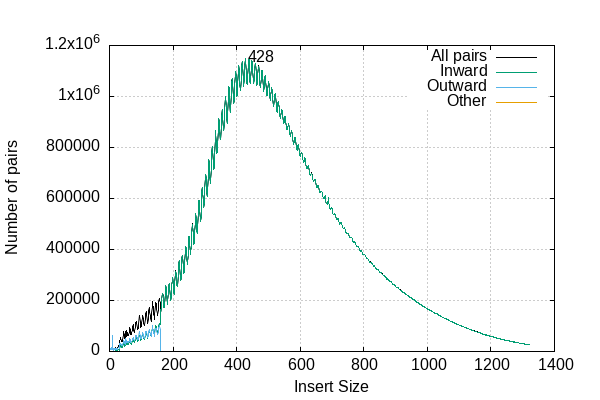 1.2x10⁶
1x10⁶
800000
600000
400000
200000
0
Number of pairs
428
All pairs
Inward
Outward
Other
0 200 400 600 800 1000 1200 1400
Insert Size